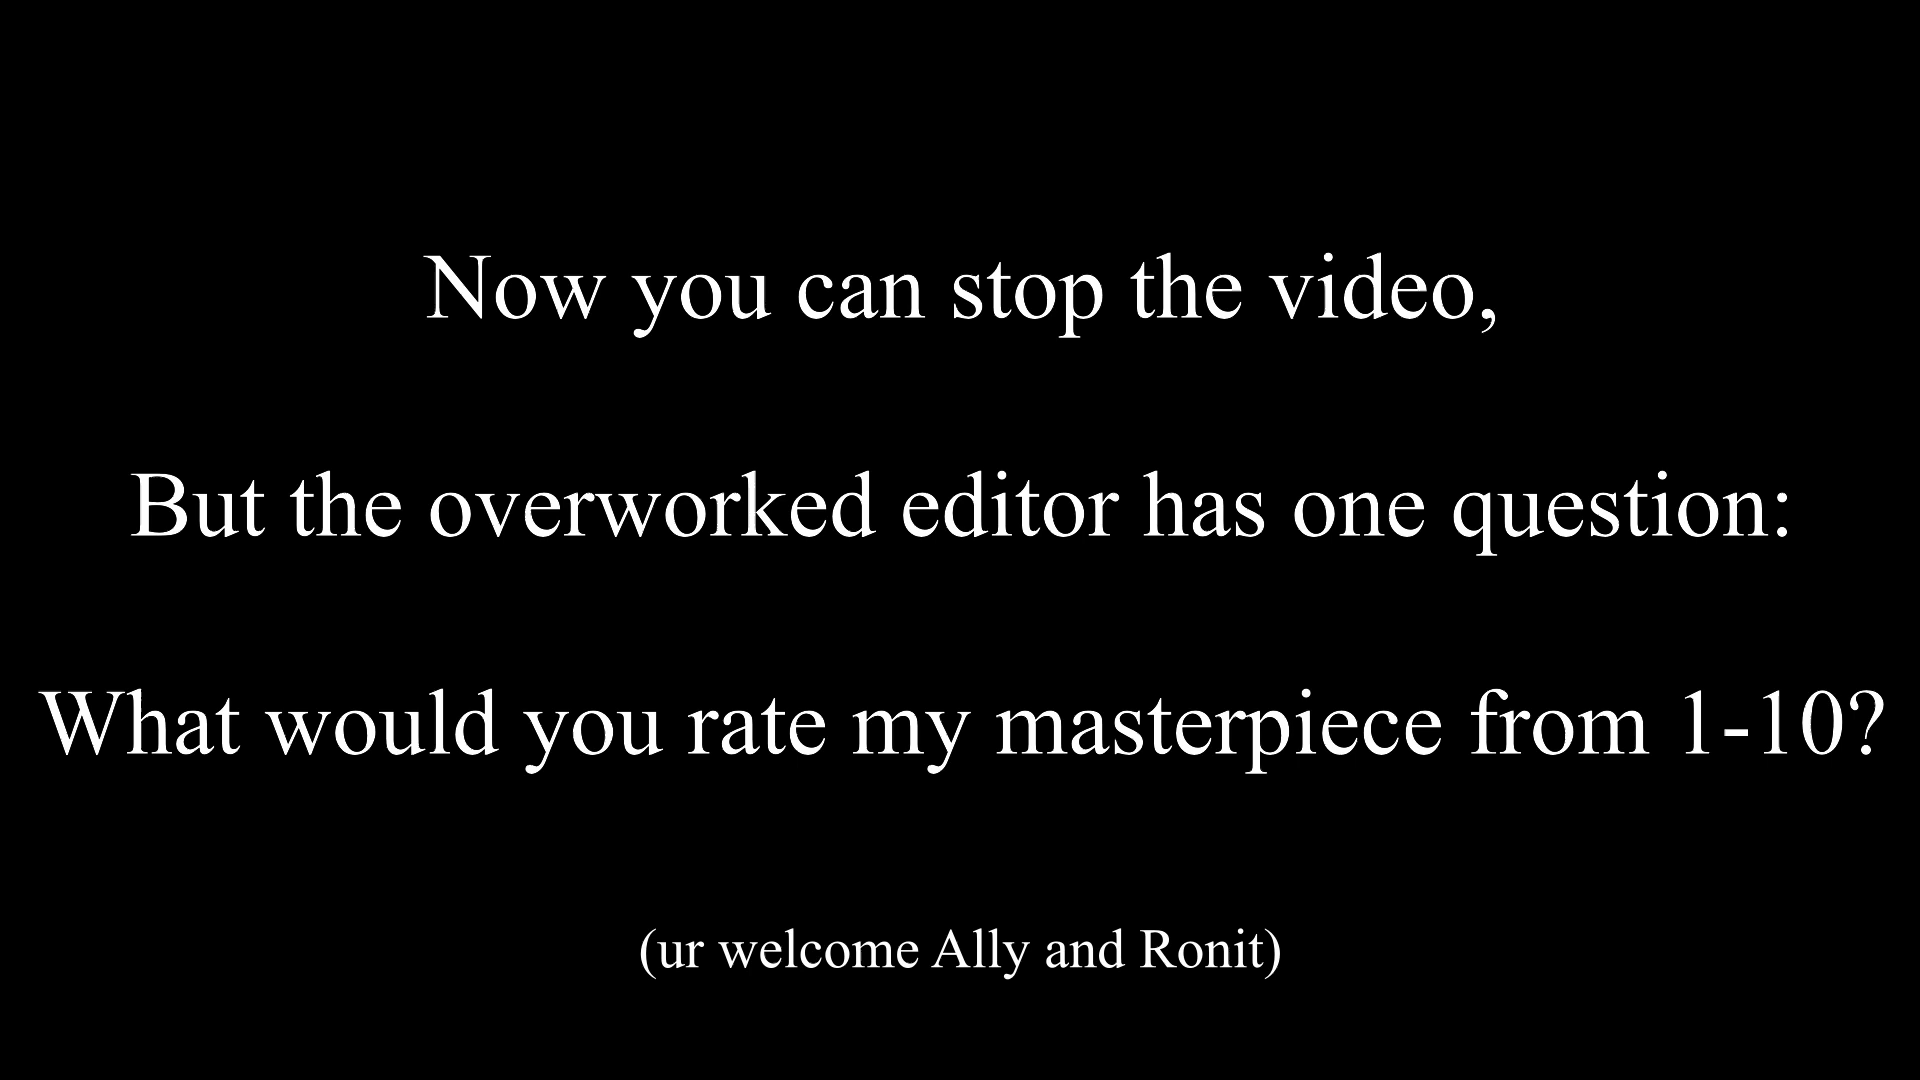 Now you can stop the video,
But the overworked editor has one question:
What would you rate my masterpiece from 1-10?
(ur welcome Ally and Ronit)